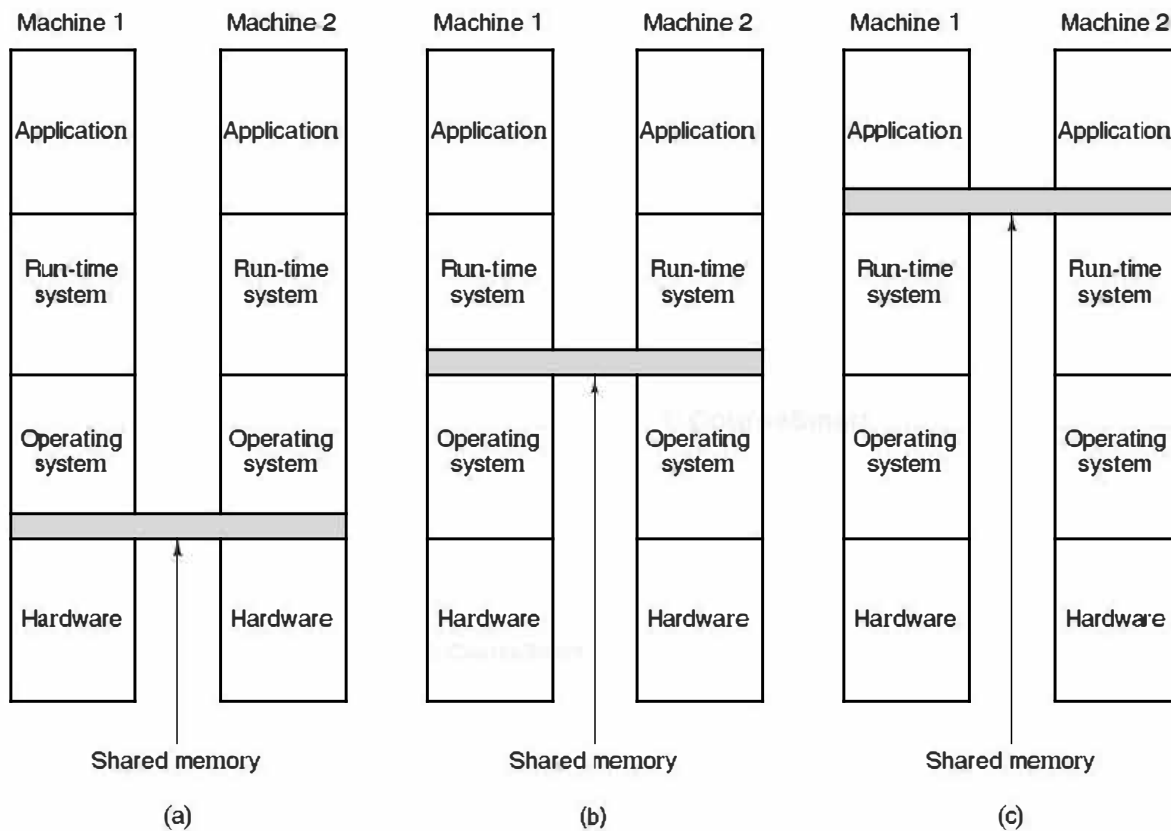 Machine 1 Machine 2 Machine 1 Machine 2 Machine 1 Machine 2
Application Application Application Application Application Application
Run-time system Run-time system Run-time system Run-time system Run-time system Run-time system
Operating system Operating system Operating system Operating system Operating system Operating system
Hardware Hardware Hardware Hardware Hardware Hardware
Shared memory Shared memory Shared memory
(a) (b) (c)
CourseSmart
CourseSmart